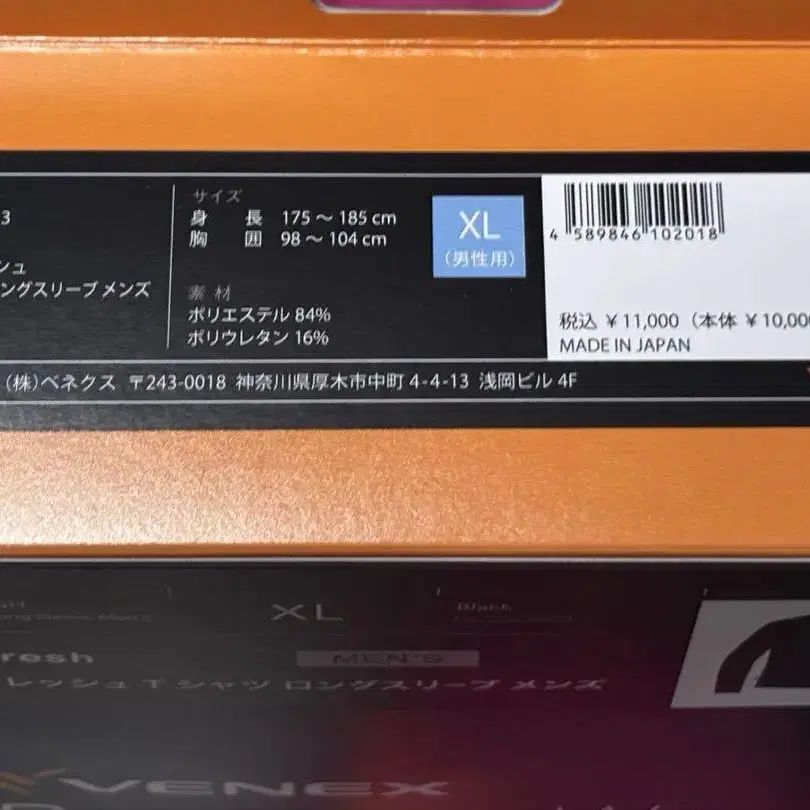 3
シュ
ングスリーブ メンズ
サイズ
身 長 175～185 cm
胸 囲 98～104 cm
素 材
ポリエステル 84%
ポリウレタン 16%
XL
(男性用)
4 589846 102018
税込 ￥11,000 (本体 ￥10,000
MADE IN JAPAN
(株)ベネクス 〒243-0018 神奈川県厚木市中町 4-4-13 浅岡ビル 4F
XL
Black
resh
MEN'S
レッシュ T シャツ ロングスリーブ メンズ
VENEX